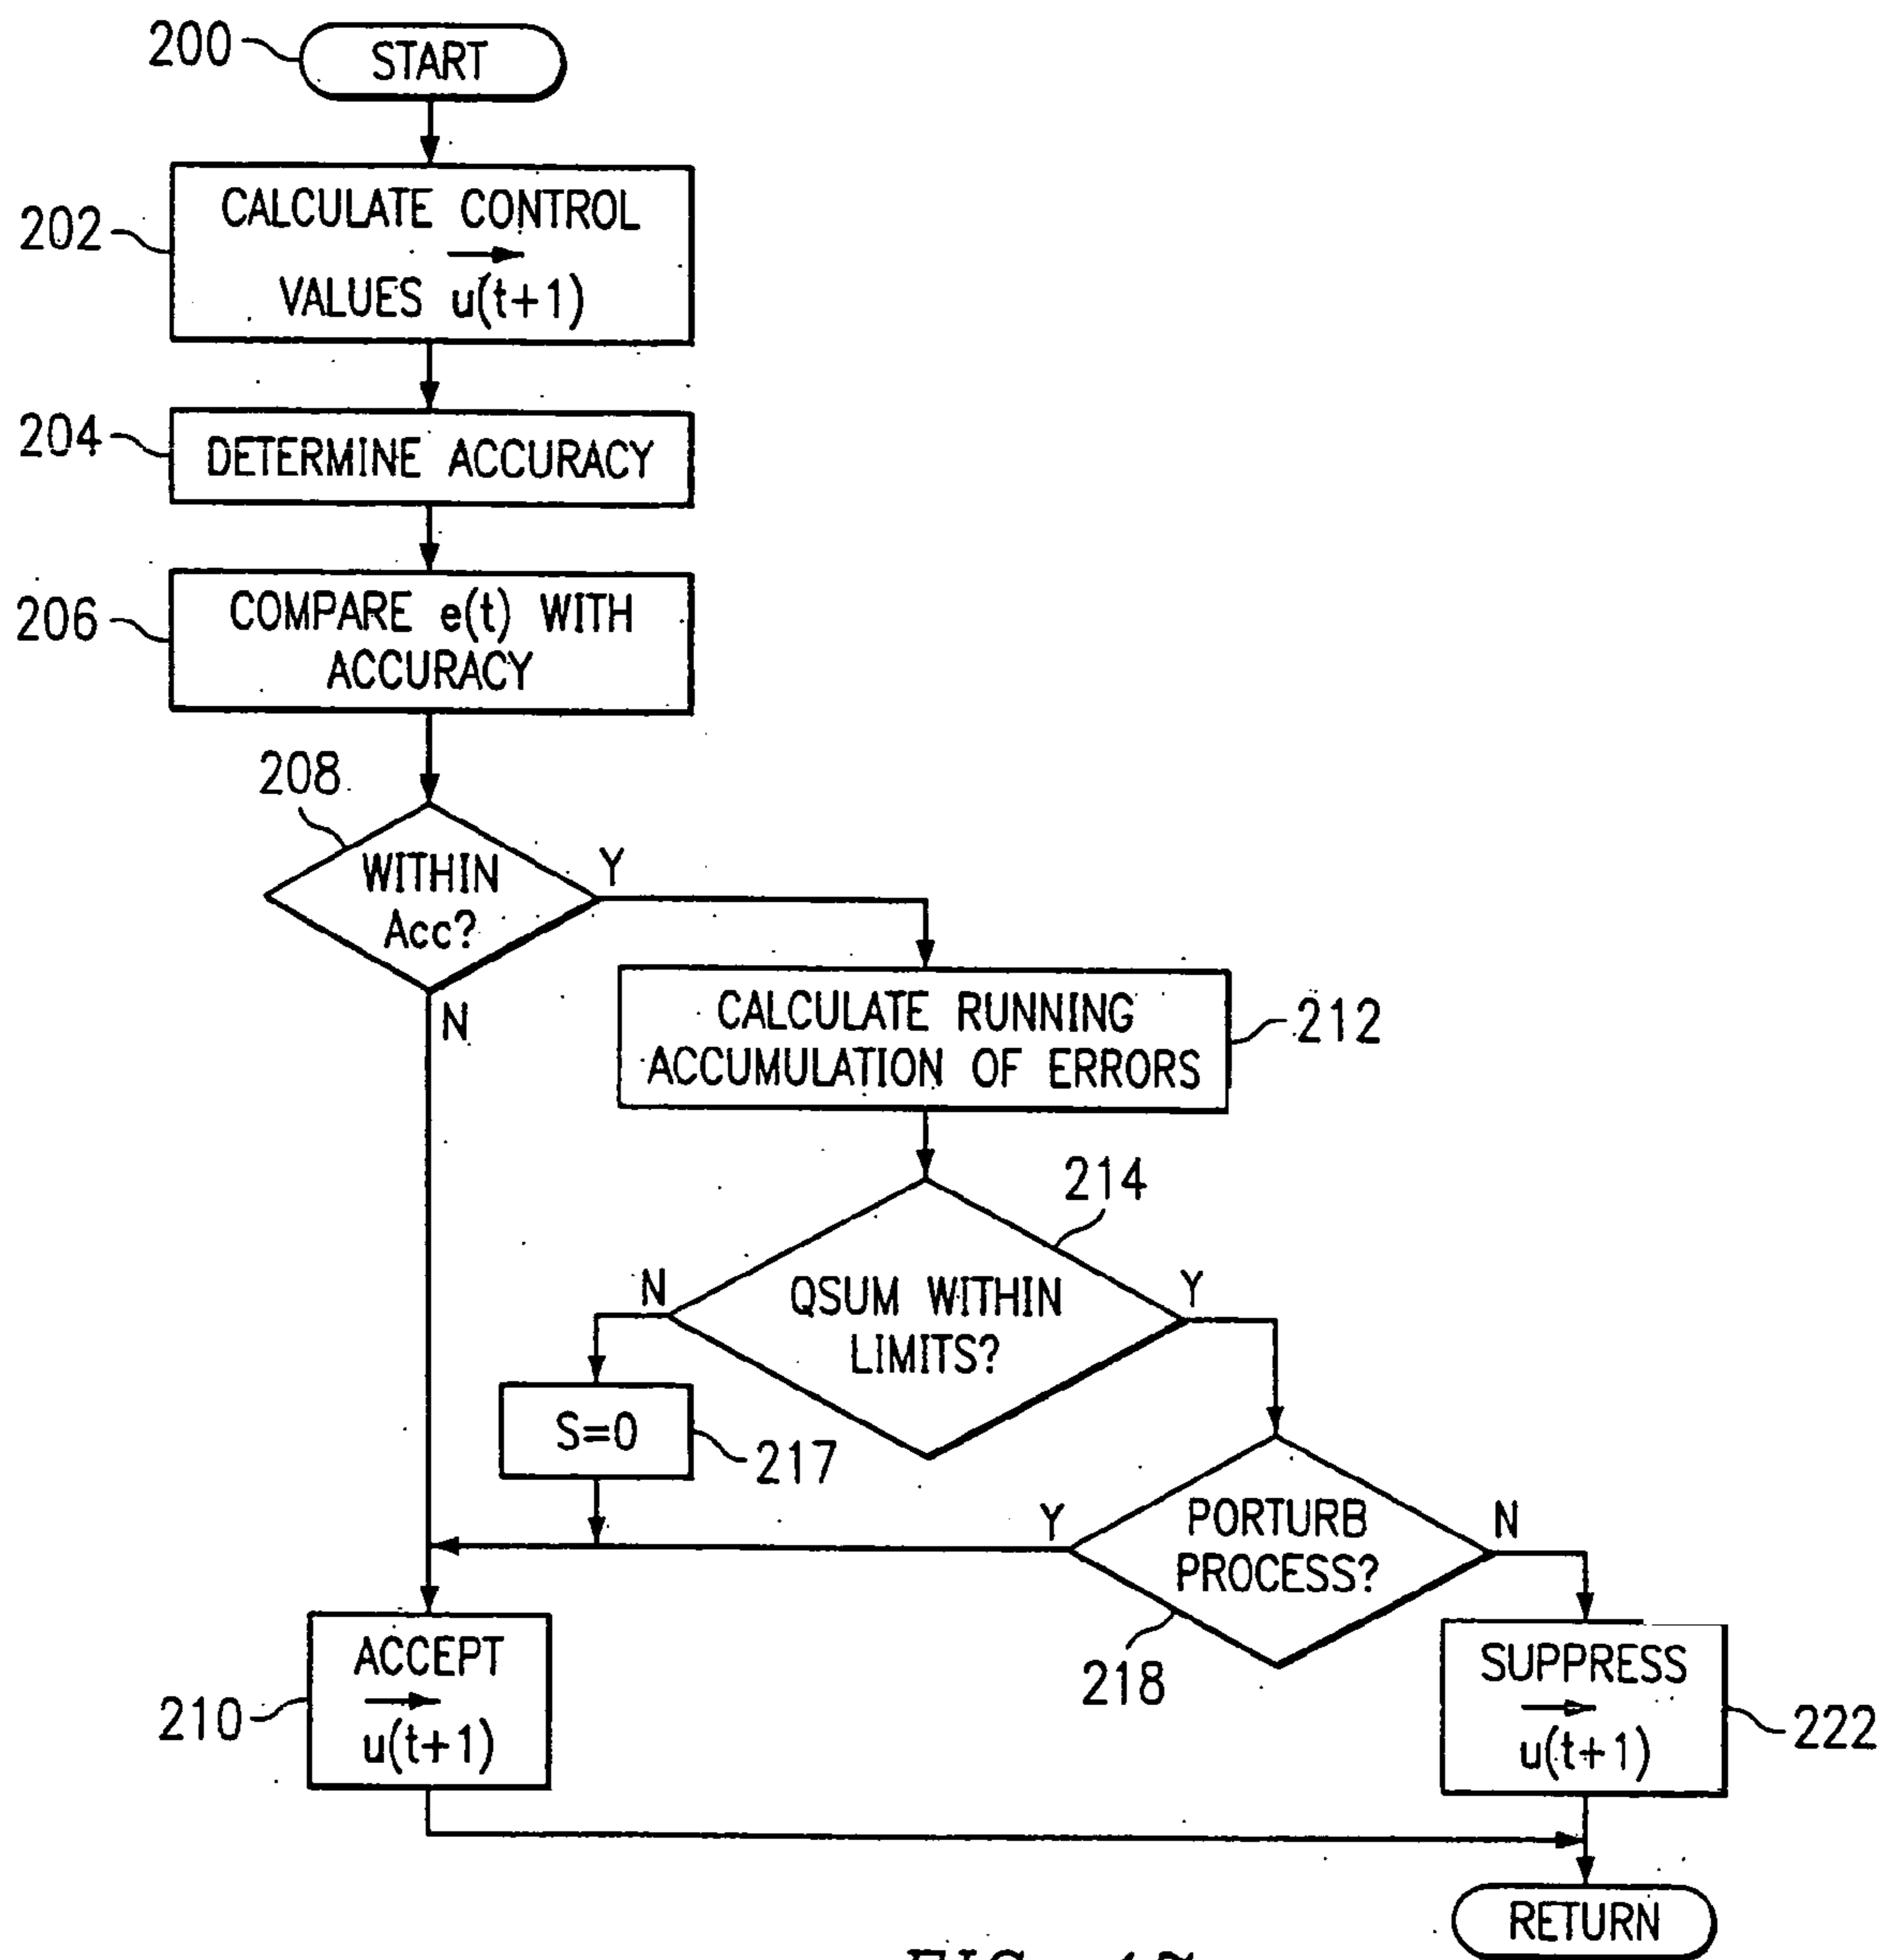 200
START
202
CALCULATE CONTROL
VALUES u(t+1)
204
DETERMINE ACCURACY
206
COMPARE e(t) WITH
ACCURACY
208
WITHIN
Acc?
Y
N
CALCULATE RUNNING
ACCUMULATION OF ERRORS
212
214
QSUM WITHIN
LIMITS?
N
Y
S=0
217
PORTURB
PROCESS?
Y
N
218
ACCEPT
u(t+1)
210
SUPPRESS
u(t+1)
222
RETURN